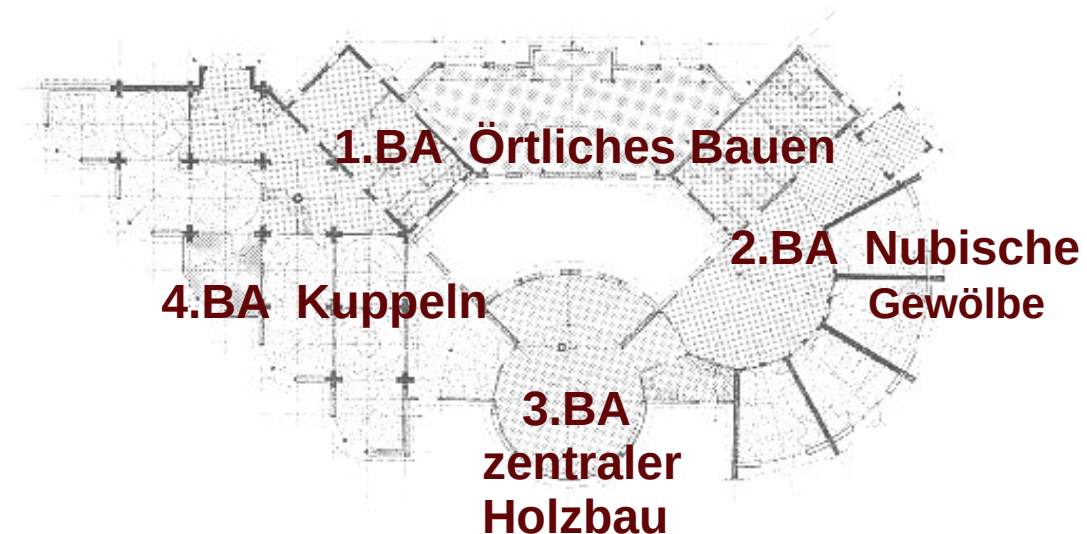 1.BA Örtliches Bauen
2.BA Nubische
Gewölbe
4.BA Kuppeln
3.BA
zentraler
Holzbau